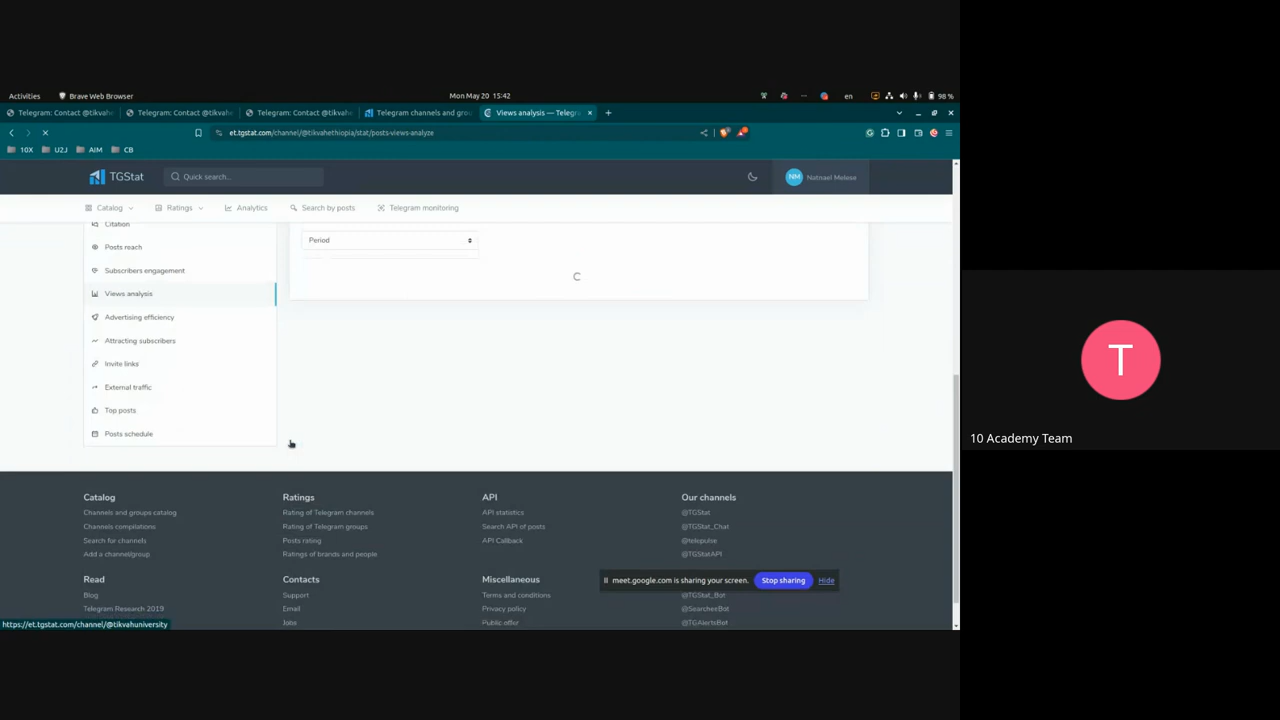 Activities
Brave Web Browser
Mon May 20 15:42
en
98 %
Telegram: Contact @tikvahe
Telegram: Contact @tikvahe
Telegram: Contact @tikvahe
Telegram channels and grou
Views analysis — Telegra
et.tgstat.com/channel/@tikvahethiopia/stat/posts-views-analyze
10X
U2J
AIM
CB
TGStat
Quick search...
NM
Natnael Melese
Catalog
Ratings
Analytics
Search by posts
Telegram monitoring
Citation
Posts reach
Subscribers engagement
Views analysis
Advertising efficiency
Attracting subscribers
Invite links
External traffic
Top posts
Posts schedule
Period
Catalog
Channels and groups catalog
Channels compilations
Search for channels
Add a channel/group
Ratings
Rating of Telegram channels
Rating of Telegram groups
Posts rating
Ratings of brands and people
API
API statistics
Search API of posts
API Callback
Our channels
@TGStat
@TGStat_Chat
@telepulse
@TGStatAPI
Read
Blog
Telegram Research 2019
Contacts
Support
Email
Jobs
Miscellaneous
Terms and conditions
Privacy policy
Public offer
@TGStat_Bot
@SearcheeBot
@TGAlertsBot
meet.google.com is sharing your screen.
Stop sharing
Hide
https://et.tgstat.com/channel/@tikvahuniversity
T
10 Academy Team